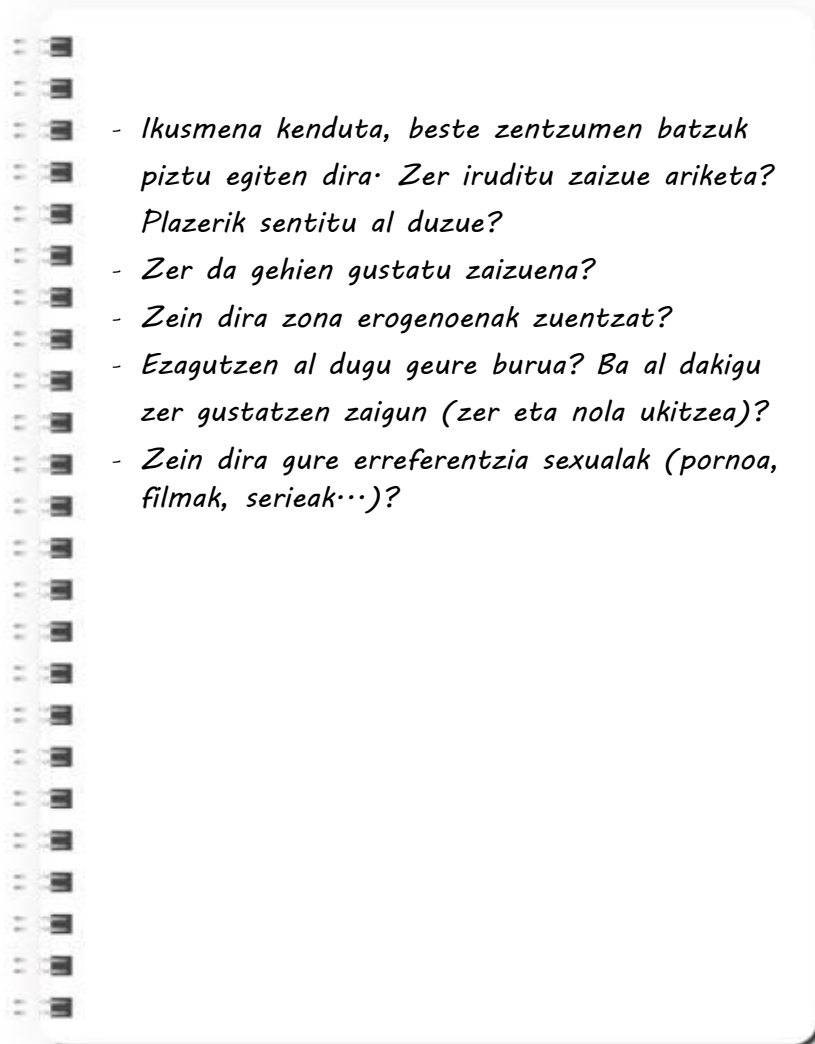 - Ikusmena kenduta, beste zentzumen batzuk
piztu egiten dira. Zer iruditu zaizue ariketa?
Plazerik sentitu al duzue?
- Zer da gehien gustatu zaizuena?
- Zein dira zona erogenoenak zuentzat?
- Ezagutzen al dugu geure burua? Ba al dakigu
zer gustatzen zaigun (zer eta nola ukitzea)?
- Zein dira gure erreferentzia sexualak (pornoa,
filmak, serieak...)?